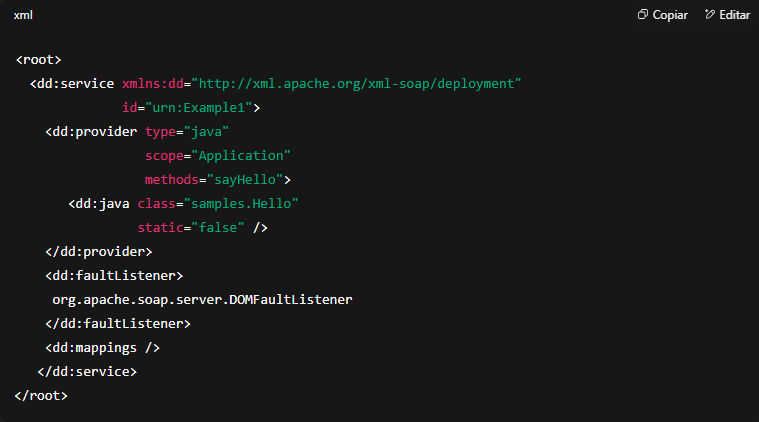 xml
Copiar
Editar
<root>
<dd:service xmlns:dd="http://xml.apache.org/xml-soap/deployment"
id="urn:Example1">
<dd:provider type="java"
scope="Application"
methods="sayHello">
<dd:java class="samples.Hello"
static="false" />
</dd:provider>
<dd:faultListener>
org.apache.soap.server.DOMFaultListener
</dd:faultListener>
<dd:mappings />
</dd:service>
</root>